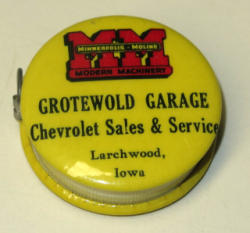 MM
MINNEAPOLIS-MOLINE
MODERN MACHINERY
GROTEWOLD GARAGE
Chevrolet Sales & Service
Larchwood,
Iowa